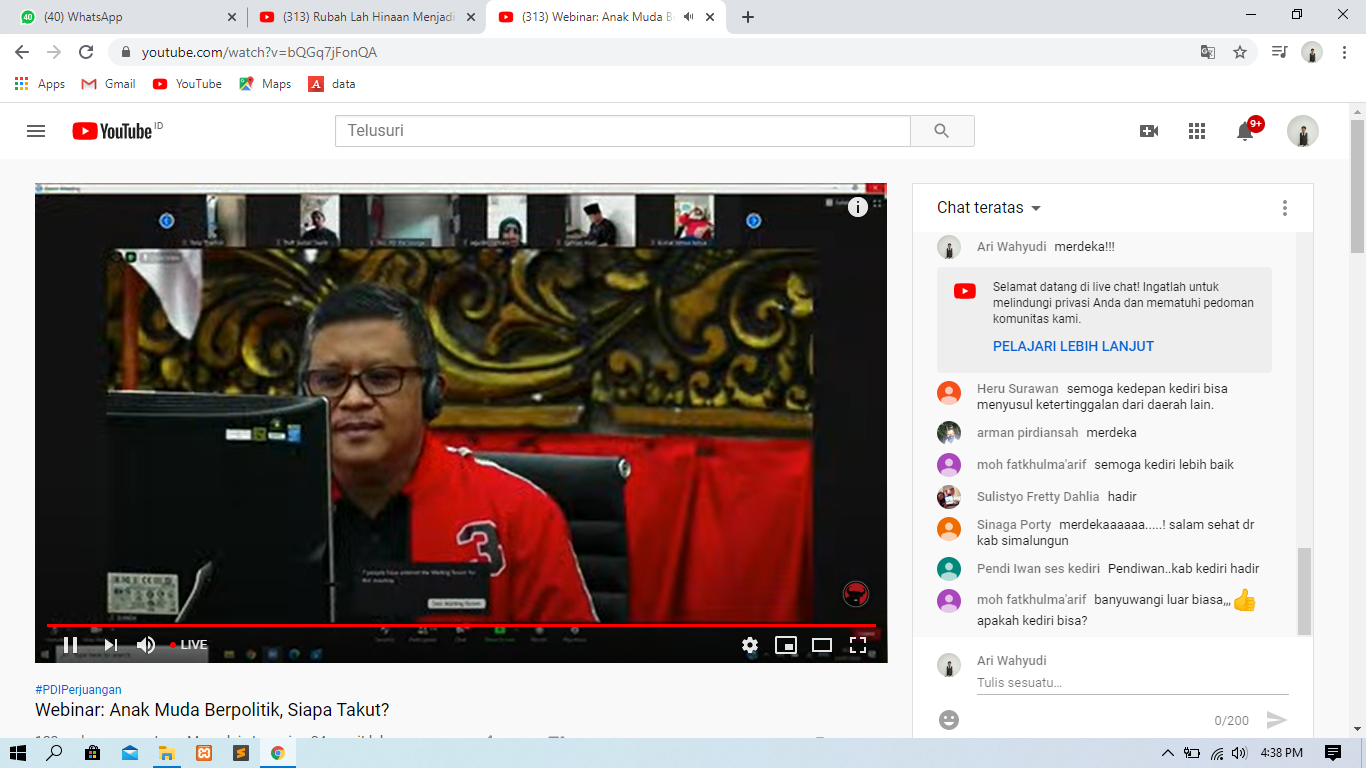 (40) WhatsApp
(313) Rubah Lah Hinaan Menjadi
(313) Webinar: Anak Muda B
youtube.com/watch?v=bQGq7jFonQA
Apps Gmail YouTube Maps data
YouTube ID
Telusuri
9+
3
LIVE
#PDIPerjuangan
Webinar: Anak Muda Berpolitik, Siapa Takut?
Chat teratas
Ari Wahyudi merdeka!!!
Selamat datang di live chat! Ingatlah untuk
melindungi privasi Anda dan mematuhi pedoman
komunitas kami.
PELAJARI LEBIH LANJUT
Heru Surawan semoga kedepan kediri bisa
menyusul ketertinggalan dari daerah lain.
arman pirdiansah merdeka
moh fatkhulma'arif semoga kediri lebih baik
Sulistyo Fretty Dahlia hadir
Sinaga Porty merdekaaaaaa.....! salam sehat dr
kab simalungun
Pendi Iwan ses kediri Pendiwan..kab kediri hadir
moh fatkhulma'arif banyuwangi luar biasa,,,
apakah kediri bisa?
Ari Wahyudi
Tulis sesuatu...
0/200
4:38 PM